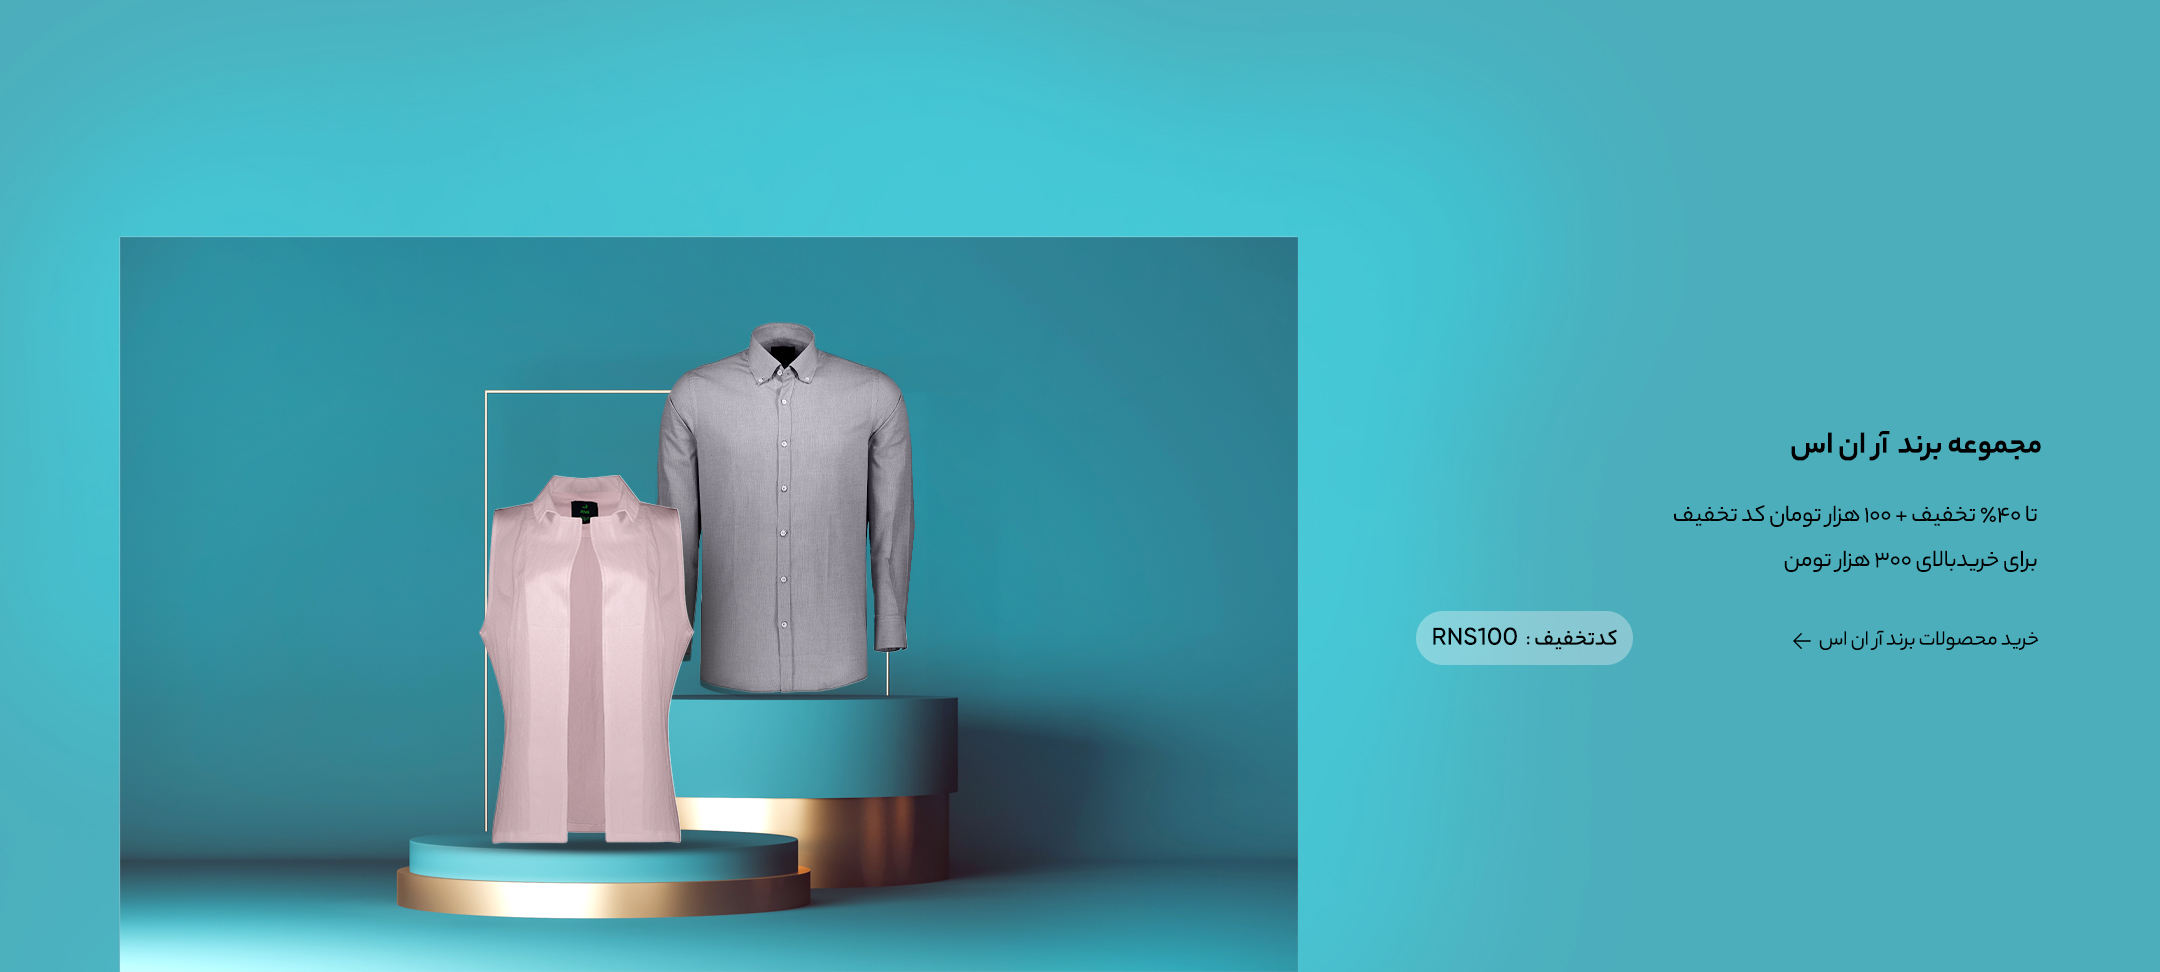 مجموعه برند آر ان اس
تا ۴۰% تخفیف + ۱۰۰ هزار تومان کد تخفیف
برای خریدبالای ۳۰۰ هزار تومن
خرید محصولات برند آر ان اس ←
کدتخفیف : RNS100